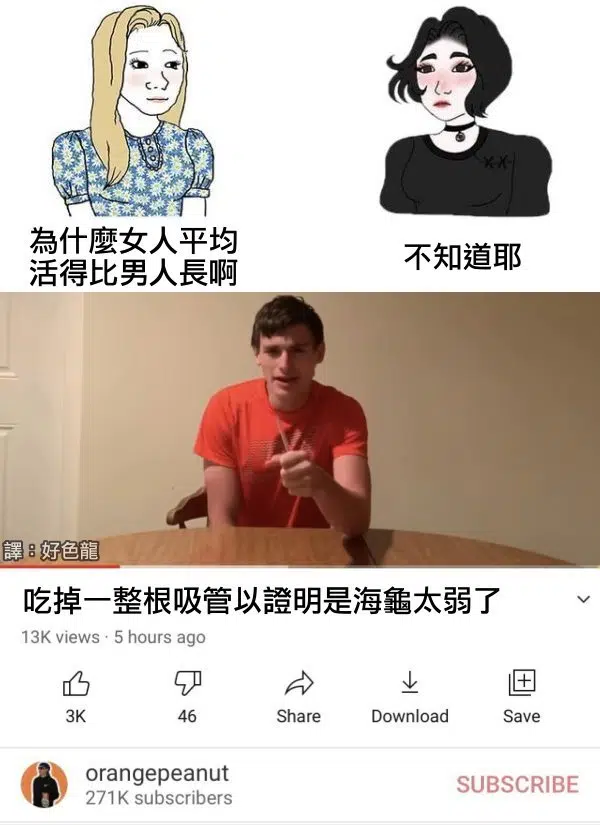 為什麼女人平均
活得比男人長啊
不知道耶
譯：好色龍
吃掉一整根吸管以證明是海龜太弱了
13K views · 5 hours ago
3K
46
Share
Download
Save
orangepeanut
271K subscribers
SUBSCRIBE